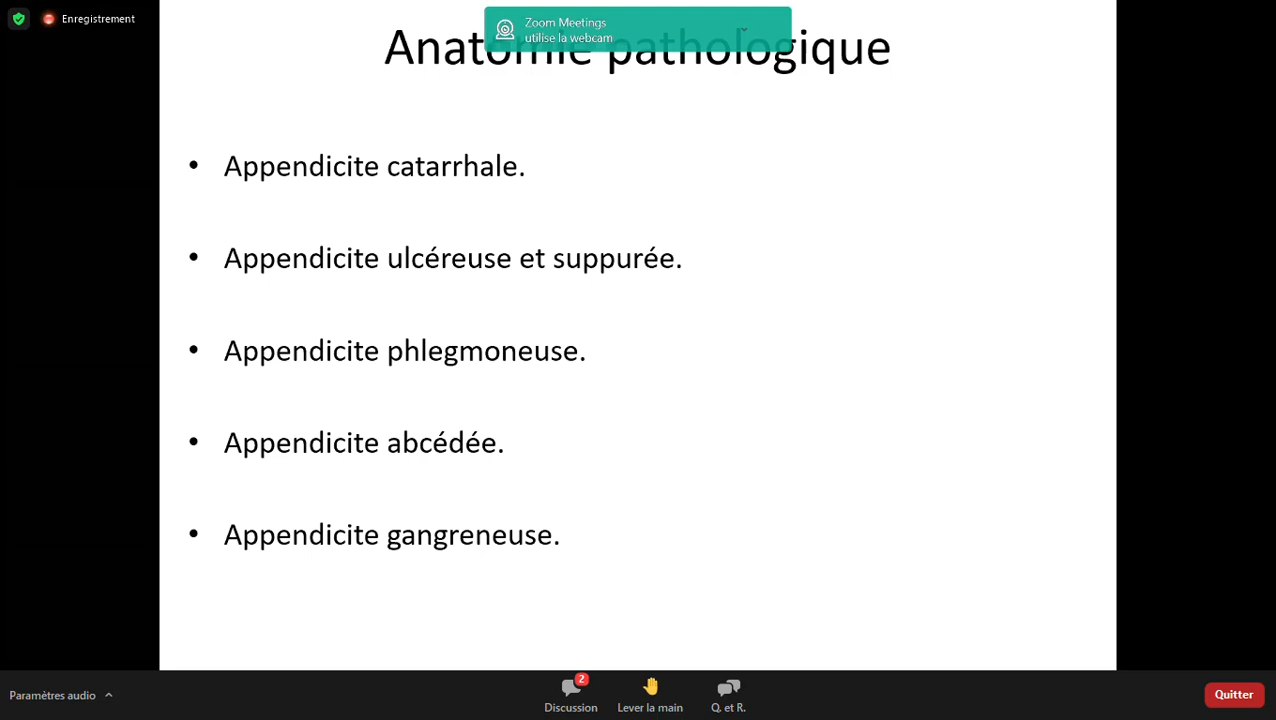 Enregistrement
Zoom Meetings
utilise la webcam
Anatomie pathologique
• Appendicite catarrhale.
• Appendicite ulcéreuse et suppurée.
• Appendicite phlegmoneuse.
• Appendicite abcédée.
• Appendicite gangreneuse.
Paramètres audio
2
Discussion
Lever la main
Q. et R.
Quitter